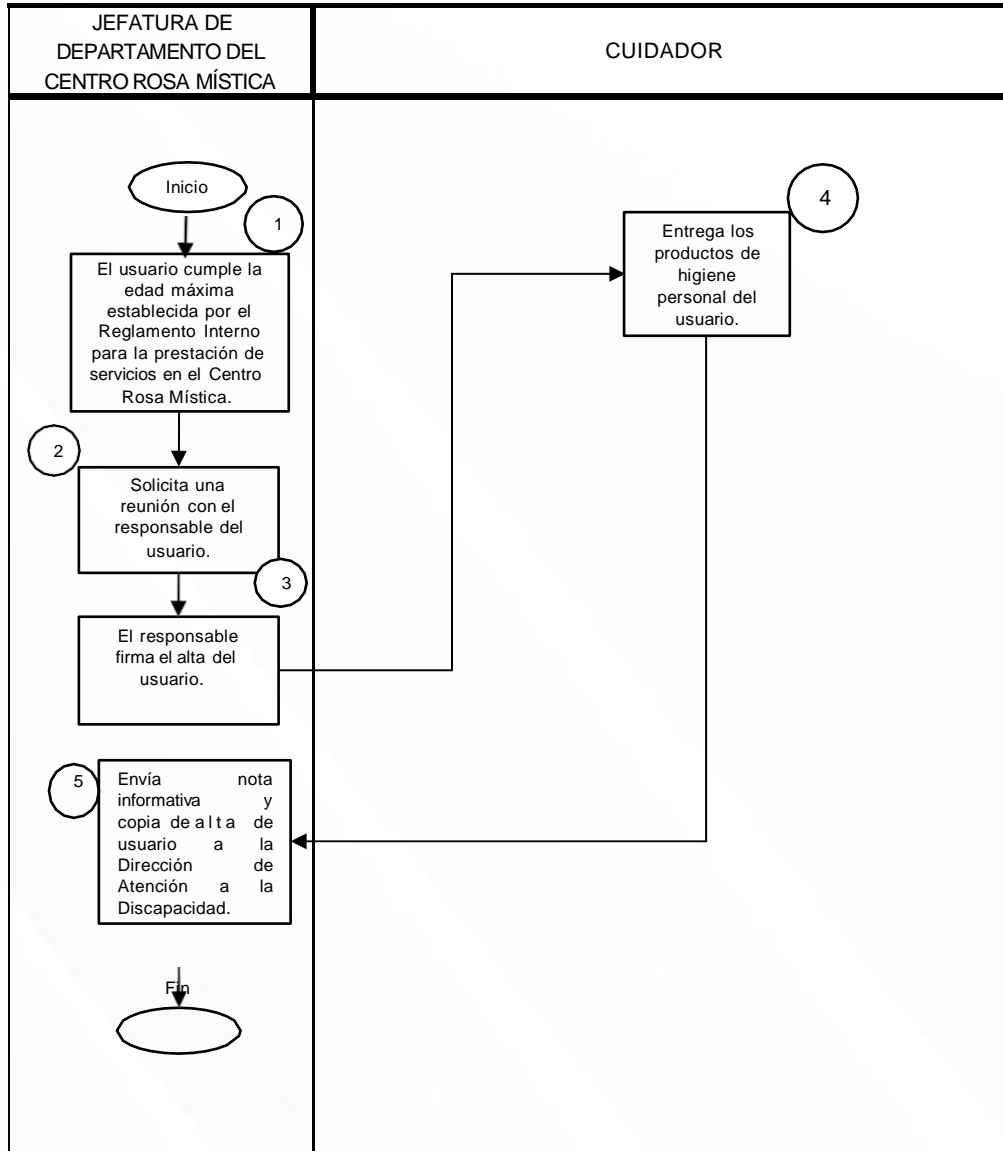 JEFATURA DE
DEPARTAMENTO DEL
CENTRO ROSA MÍSTICA
CUIDADOR
Inicio
1
El usuario cumple la
edad máxima
establecida por el
Reglamento Interno
para la prestación de
servicios en el Centro
Rosa Mística.
2
Solicita una
reunión con el
responsable del
usuario.
3
El responsable
firma el alta del
usuario.
4
Entrega los
productos de
higiene
personal del
usuario.
5
Envía nota
informativa y
copia de alta de
usuario a la
Dirección de
Atención a la
Discapacidad.
Fin